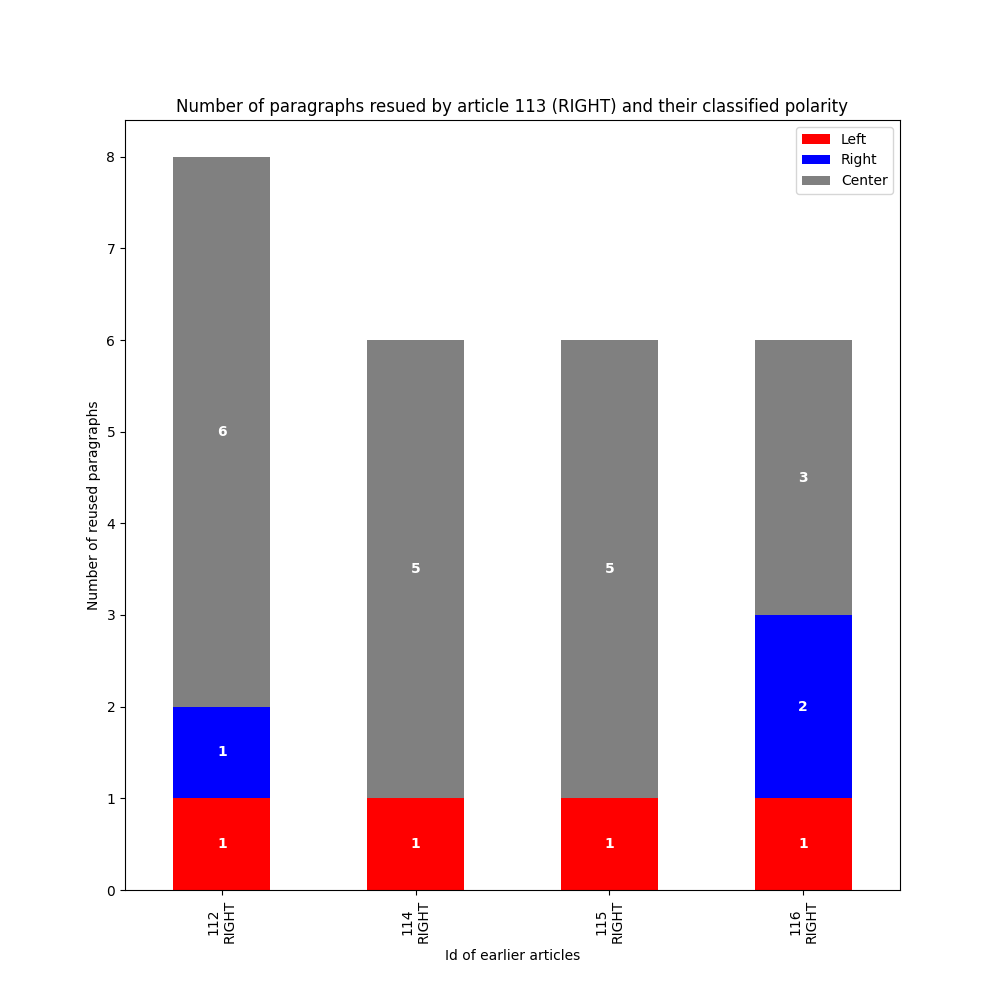 Number of paragraphs resued by article 113 (RIGHT) and their classified polarity
Left
Right
Center
8
7
6
5
4
3
2
1
0
Number of reused paragraphs
6
1
1
5
1
5
1
3
2
1
112
RIGHT
114
RIGHT
115
RIGHT
116
RIGHT
Id of earlier articles